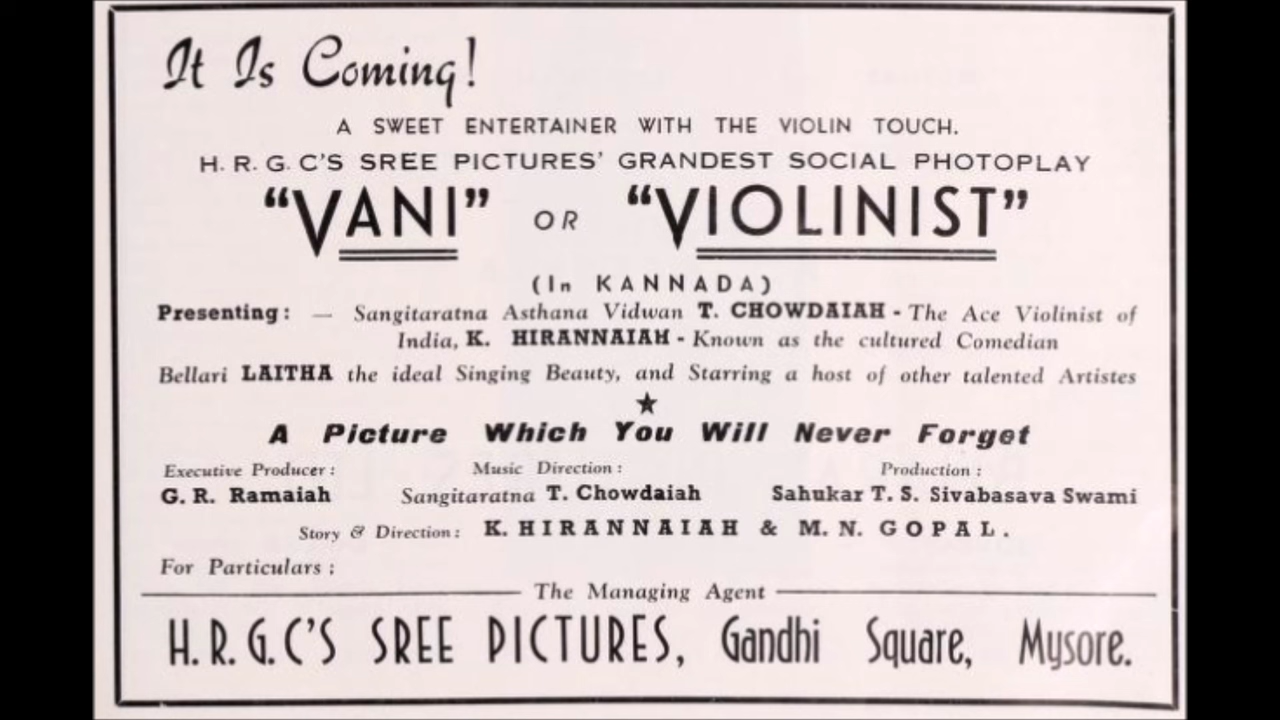 It Is Coming!
A SWEET ENTERTAINER WITH THE VIOLIN TOUCH.
H. R. G. C'S SREE PICTURES' GRANDEST SOCIAL PHOTOPLAY
"VANI" OR "VIOLINIST"
(In KANNADA)
Presenting: — Sangitaratna Asthana Vidwan T. CHOWDAIAH - The Ace Violinist of
India, K. HIRANNAIAH - Known as the cultured Comedian
Bellari LAITHA the ideal Singing Beauty, and Starring a host of other talented Artistes
★
A Picture Which You Will Never Forget
Executive Producer: Music Direction: Production:
G. R. Ramaiah Sangitaratna T. Chowdaiah Sahukar T. S. Sivabasava Swami
Story & Direction: K. HIRANNAIAH & M. N. GOPAL.
For Particulars:
The Managing Agent
H. R. G. C'S SREE PICTURES, Gandhi Square, Mysore.